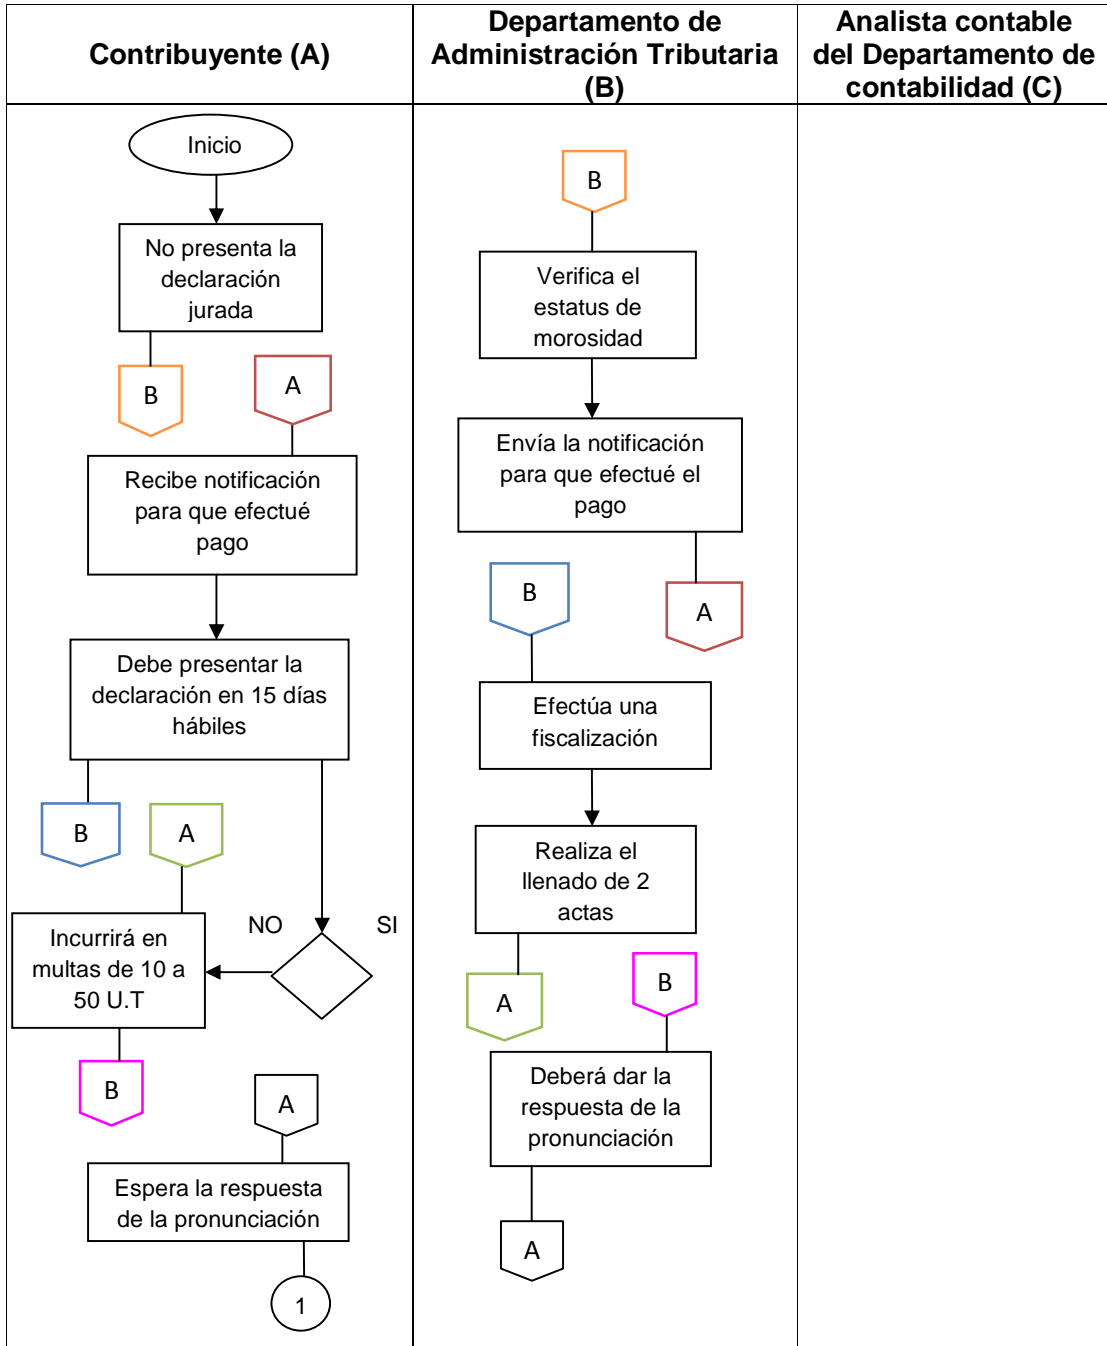 Contribuyente (A)
Departamento de
Administración Tributaria
(B)
Analista contable
del Departamento de
contabilidad (C)
Inicio
No presenta la
declaración
jurada
B
A
Recibe notificación
para que efectué
pago
Debe presentar la
declaración en 15 días
hábiles
B
A
NO
SI
Incurrirá en
multas de 10 a
50 U.T
B
A
Espera la respuesta
de la pronunciación
1
B
Verifica el
estatus de
morosidad
Envía la notificación
para que efectué el
pago
B
A
Efectúa una
fiscalización
Realiza el
llenado de 2
actas
A
B
Deberá dar la
respuesta de la
pronunciación
A